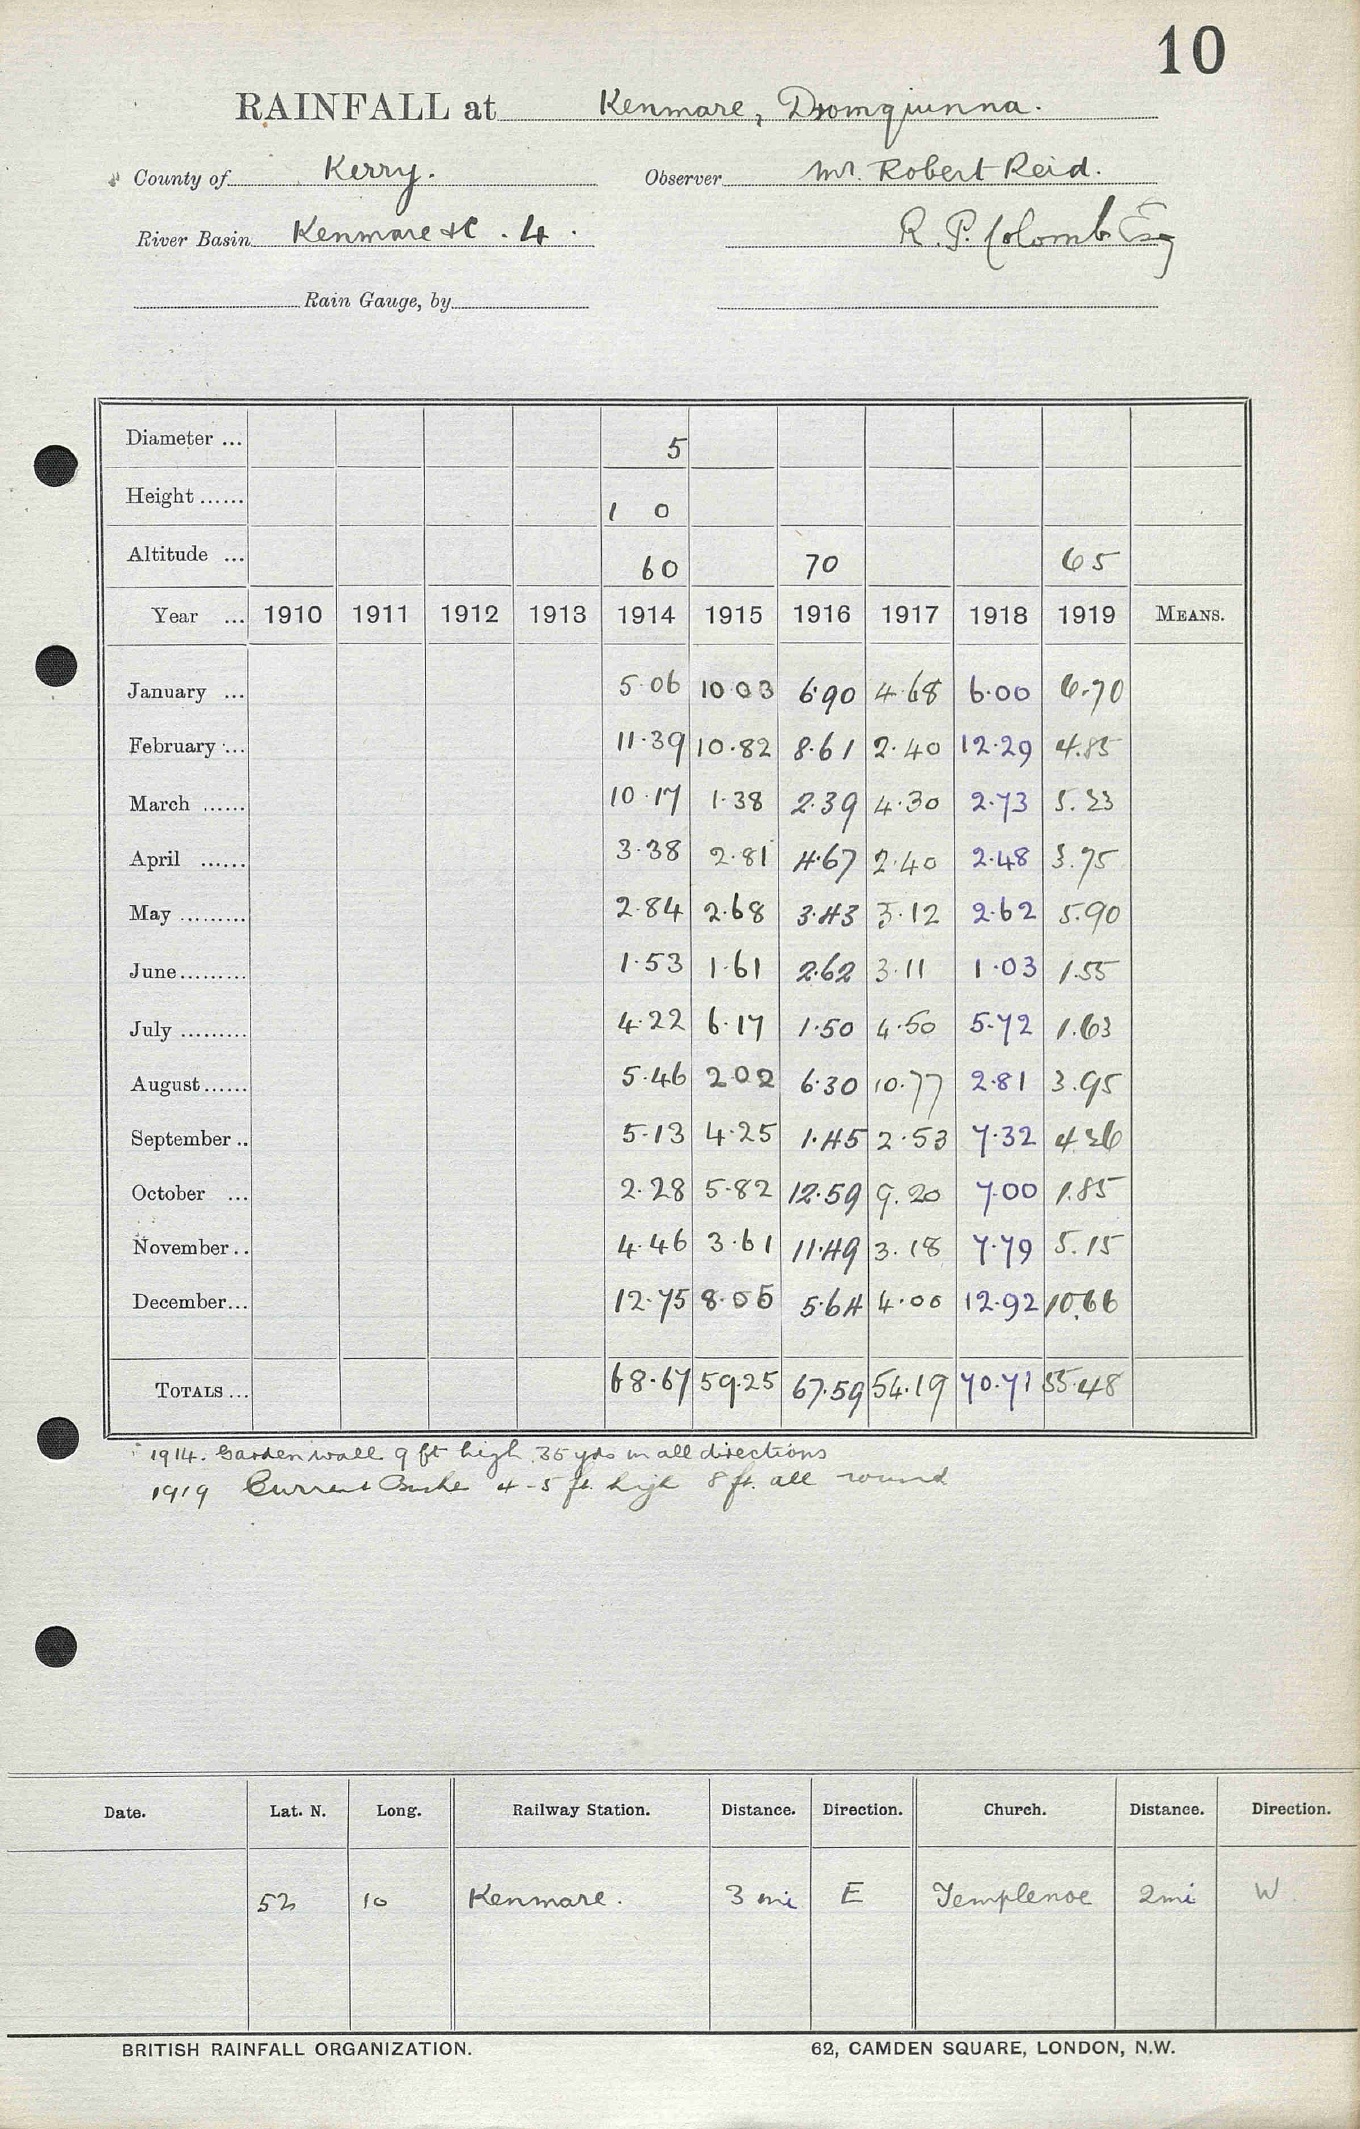 10
RAINFALL at Kenmare, Dromquinna.
County of Kerry. Observer Mr. Robert Reid.
River Basin Kenmare &c . 4 . R. P. Colomb Esq
Rain Gauge, by
Diameter ... 5
Height ...... 1 0
Altitude ... 60 70 65
Year ... 1910 1911 1912 1913 1914 1915 1916 1917 1918 1919 MEANS.
January ... 5.06 10.03 6.90 4.68 6.00 6.70
February ... 11.39 10.82 8.61 2.40 12.29 4.85
March ...... 10.17 1.38 2.39 4.30 2.73 5.23
April ...... 3.38 2.81 4.67 2.40 2.48 3.75
May ......... 2.84 2.68 3.43 3.12 2.62 5.90
June......... 1.53 1.61 2.62 3.11 1.03 1.55
July ......... 4.22 6.17 1.50 4.50 5.72 1.63
August...... 5.46 2.02 6.30 10.77 2.81 3.95
September .. 5.13 4.25 1.45 2.53 7.32 4.26
October ... 2.28 5.82 12.59 9.20 7.00 1.85
November .. 4.46 3.61 11.49 3.18 7.79 5.15
December... 12.75 8.05 5.64 4.00 12.92 10.66
TOTALS ... 68.67 59.25 67.59 54.19 70.71 55.48
1914. Garden wall 9 ft high 35 yds in all directions
1919 Currant Bushes 4-5 ft. high 8 ft. all round
Date. Lat. N. Long. Railway Station. Distance. Direction. Church. Distance. Direction.
52 10 Kenmare. 3 mi E Templenoe 2 mi W.
BRITISH RAINFALL ORGANIZATION. 62, CAMDEN SQUARE, LONDON, N.W.